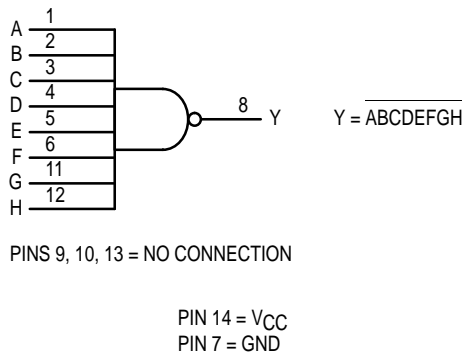 A 1
B 2
C 3
D 4
E 5
F 6
G 11
H 12
8 Y
Y = ABCDEFGH
PINS 9, 10, 13 = NO CONNECTION
PIN 14 = VCC
PIN 7 = GND